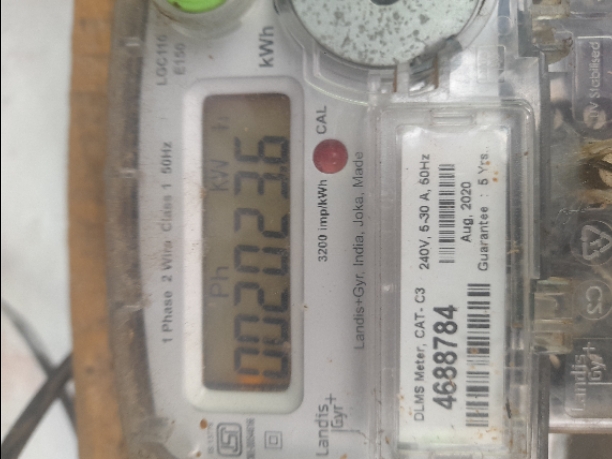 LGC110
E150
kWh
1 Phase 2 Wire Class 1 50Hz
Ph kW h
0020236
3200 imp/kWh
CAL
Landis+Gyr, India, Joka, Made
Landis
Gyr+
DLMS Meter, CAT- C3
240V, 5-30 A, 50Hz
4688784
Aug. 2020
Guarantee : 5 Yrs.
UV Stabilised
Landis
Gyr+